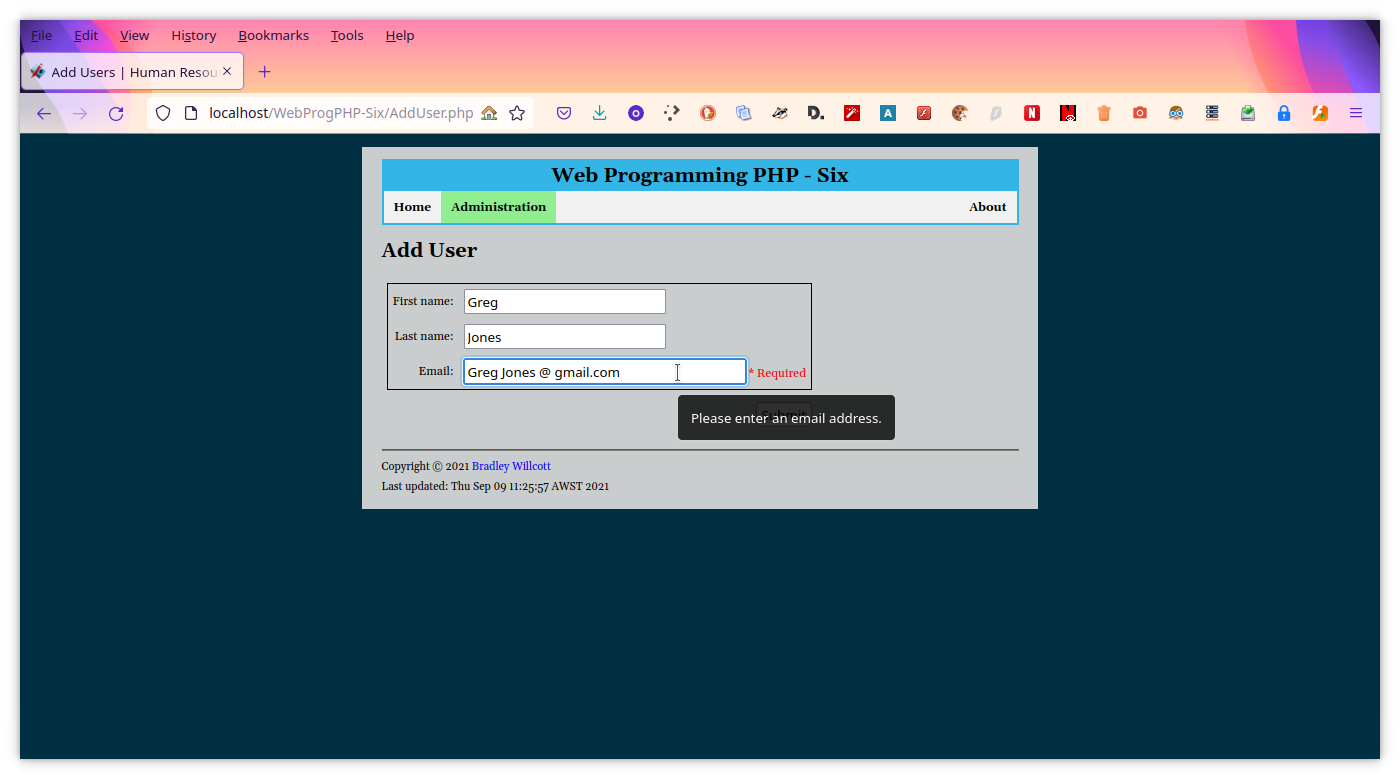 File Edit View History Bookmarks Tools Help
Add Users | Human Resou
localhost/WebProgPHP-Six/AddUser.php
Web Programming PHP - Six
Home Administration About
Add User
First name: Greg
Last name: Jones
Email: Greg Jones @ gmail.com * Required
Submit
Please enter an email address.
Copyright © 2021 Bradley Willcott
Last updated: Thu Sep 09 11:25:57 AWST 2021